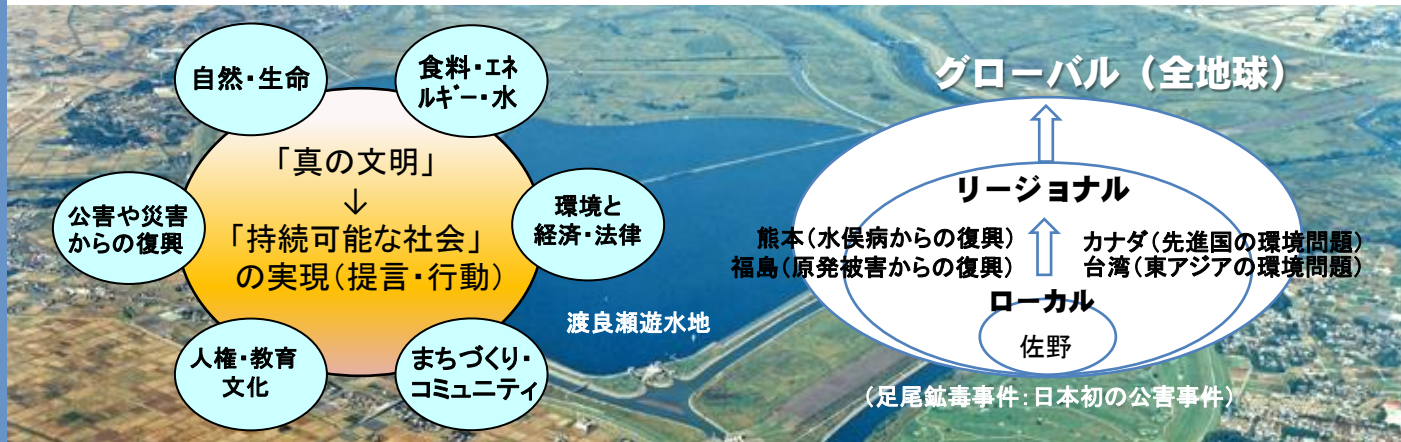 自然・生命
食料・エネ
ルギー・水
「真の文明」
↓
「持続可能な社会」
の実現(提言・行動)
公害や災害
からの復興
環境と
経済・法律
人権・教育
文化
まちづくり・
コミュニティ
渡良瀬遊水地
グローバル（全地球）
リージョナル
熊本(水俣病からの復興)
福島(原発被害からの復興)
カナダ(先進国の環境問題)
台湾(東アジアの環境問題)
ローカル
佐野
(足尾鉱毒事件:日本初の公害事件)